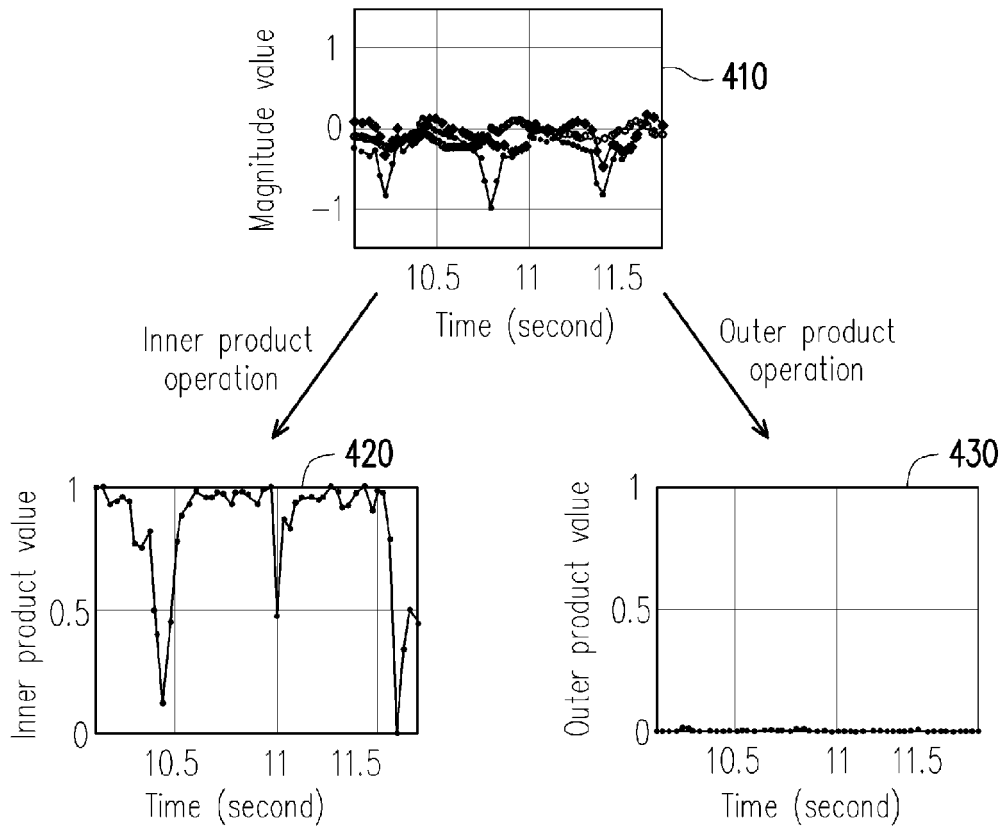 1
0
−1
Magnitude value
410
10.5 11 11.5
Time (second)
Inner product
operation
Outer product
operation
420
1
0.5
0
Inner product value
10.5 11 11.5
Time (second)
430
1
0.5
0
Outer product value
10.5 11 11.5
Time (second)